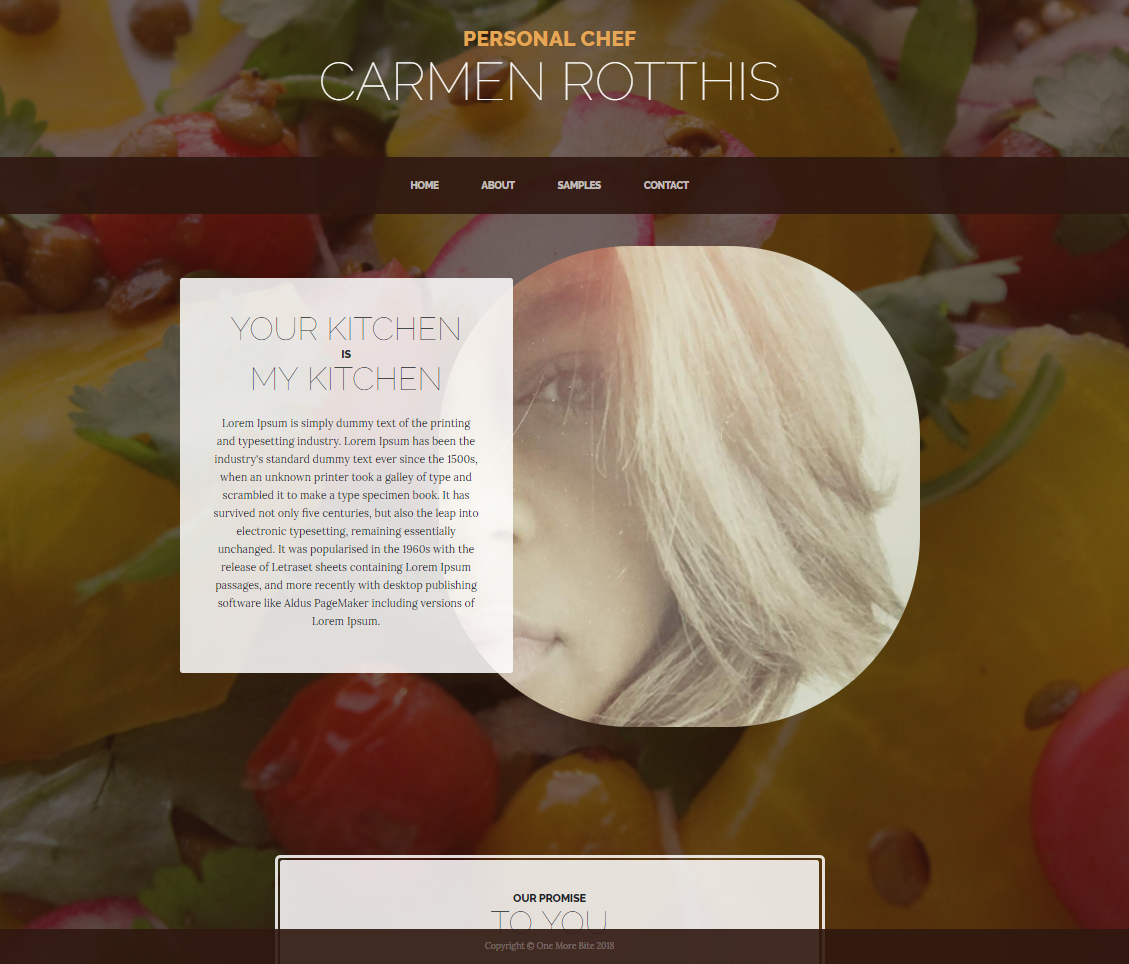 PERSONAL CHEF
CARMEN ROTTHIS
HOME ABOUT SAMPLES CONTACT
YOUR KITCHEN
IS
MY KITCHEN
Lorem Ipsum is simply dummy text of the printing
and typesetting industry. Lorem Ipsum has been the
industry's standard dummy text ever since the 1500s,
when an unknown printer took a galley of type and
scrambled it to make a type specimen book. It has
survived not only five centuries, but also the leap into
electronic typesetting, remaining essentially
unchanged. It was popularised in the 1960s with the
release of Letraset sheets containing Lorem Ipsum
passages, and more recently with desktop publishing
software like Aldus PageMaker including versions of
Lorem Ipsum.
OUR PROMISE
TO YOU
Copyright © One More Bite 2018